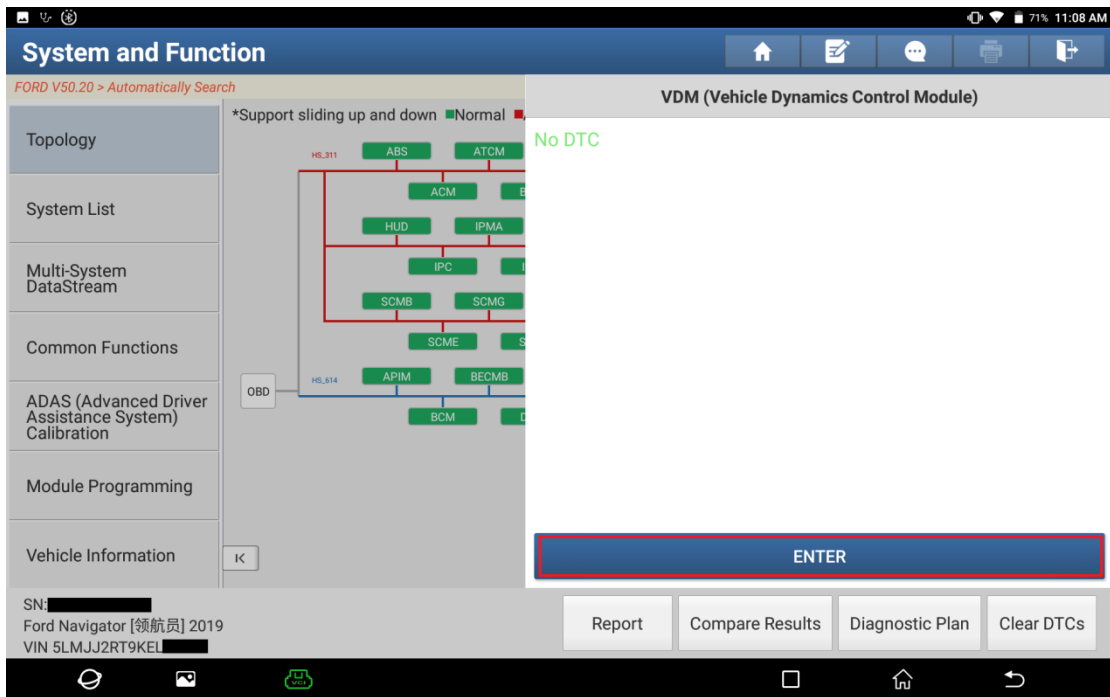 71% 11:08 AM
System and Function
FORD V50.20 > Automatically Sear
VDM (Vehicle Dynamics Control Module)
*Support sliding up and down ■Normal ■
No DTC
Topology
System List
Multi-System
DataStream
Common Functions
ADAS (Advanced Driver
Assistance System)
Calibration
Module Programming
Vehicle Information
HS_311
ABS
ATCM
ACM
B
HUD
IPMA
IPC
SCMB
SCMG
SCME
S
OBD
HS_614
APIM
BECMB
BCM
D
ENTER
SN:
Ford Navigator [领航员] 2019
VIN 5LMJJ2RT9KEL
Report
Compare Results
Diagnostic Plan
Clear DTCs
VCI